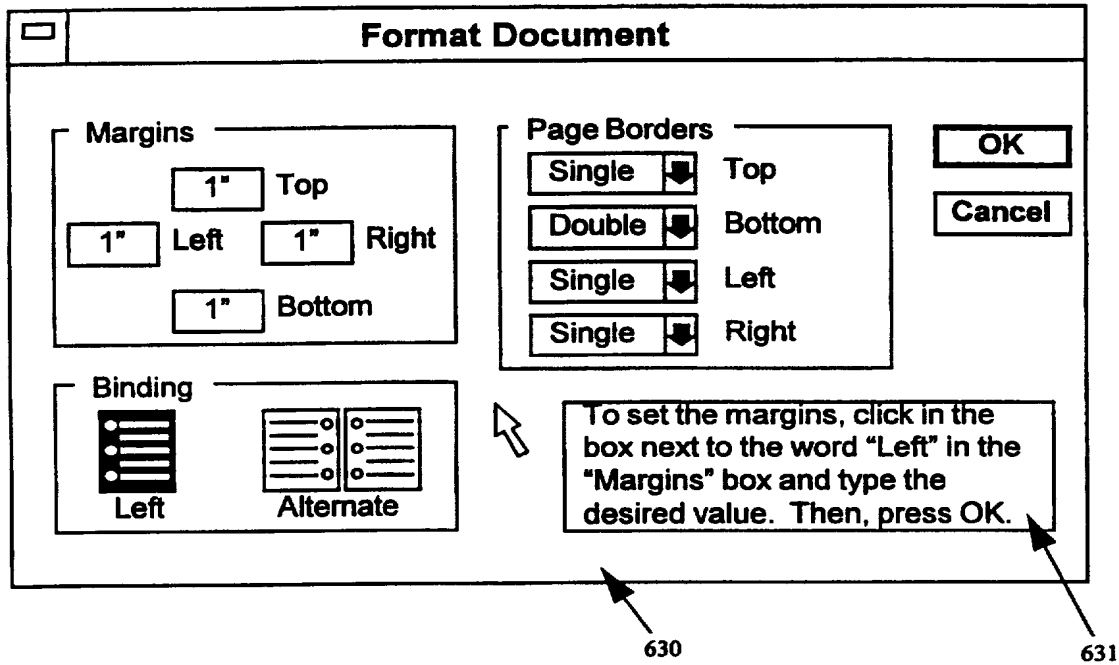 Format Document
Margins
1" Top
1" Left 1" Right
1" Bottom
Page Borders
Single Top
Double Bottom
Single Left
Single Right
OK
Cancel
Binding
Left Alternate
To set the margins, click in the
box next to the word “Left” in the
“Margins” box and type the
desired value. Then, press OK.
630
631